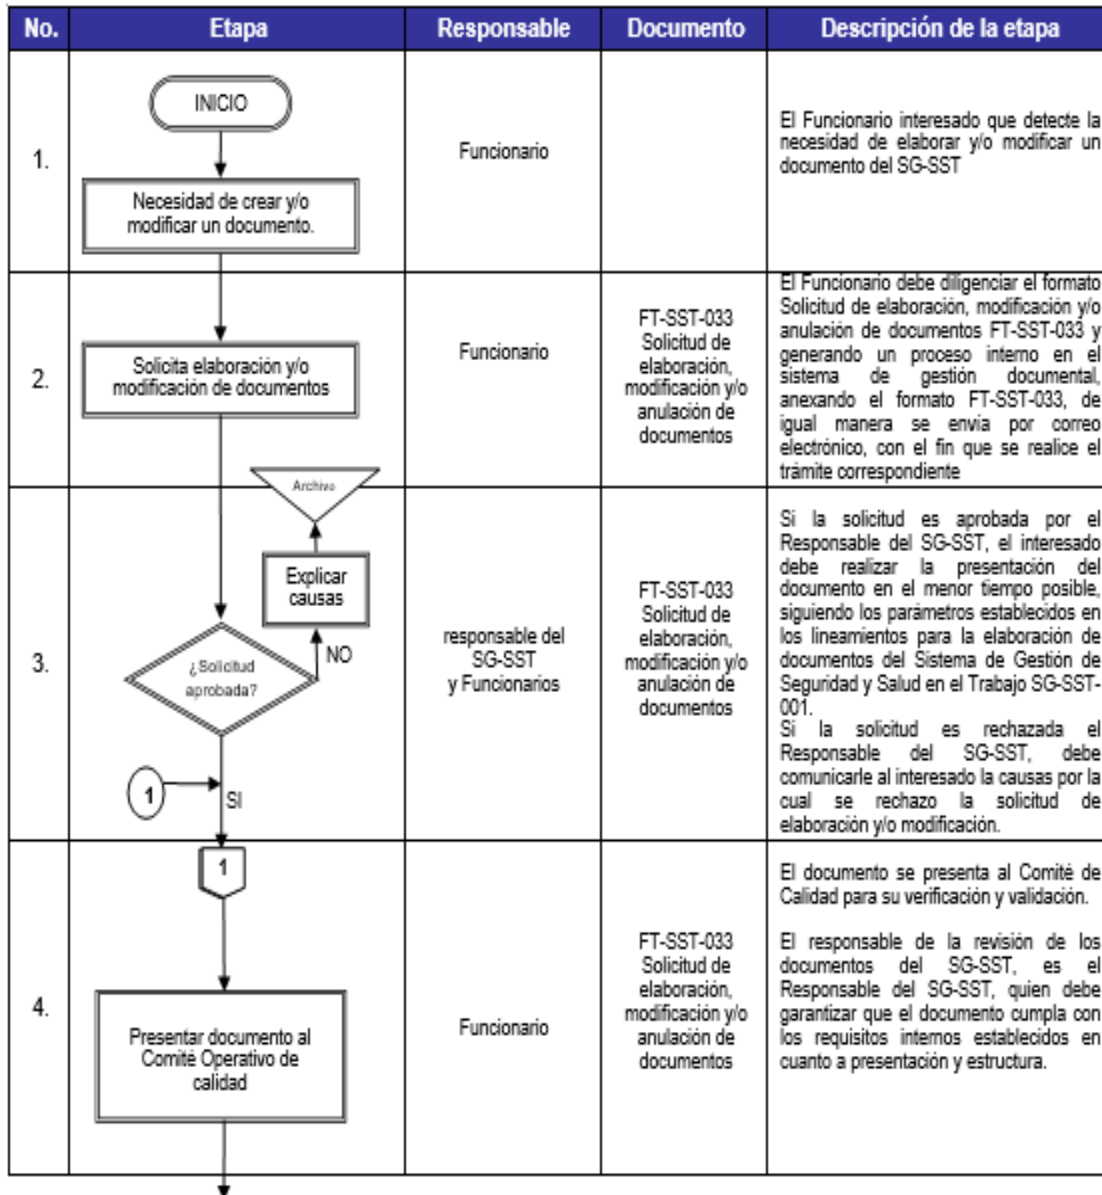 No.
Etapa
Responsable
Documento
Descripción de la etapa
1.
INICIO
Necesidad de crear y/o
modificar un documento.
Funcionario
El Funcionario interesado que detecte la
necesidad de elaborar y/o modificar un
documento del SG-SST
2.
Solicita elaboración y/o
modificación de documentos
Funcionario
FT-SST-033
Solicitud de
elaboración,
modificación y/o
anulación de
documentos
El Funcionario debe diligenciar el formato
Solicitud de elaboración, modificación y/o
anulación de documentos FT-SST-033 y
generando un proceso interno en el
sistema de gestión documental,
anexando el formato FT-SST-033, de
igual manera se envía por correo
electrónico, con el fin que se realice el
trámite correspondiente
3.
Archivo
Explicar
causas
NO
¿Solicitud
aprobada?
1
SI
responsable del
SG-SST
y Funcionarios
FT-SST-033
Solicitud de
elaboración,
modificación y/o
anulación de
documentos
Si la solicitud es aprobada por el
Responsable del SG-SST, el interesado
debe realizar la presentación del
documento en el menor tiempo posible,
siguiendo los parámetros establecidos en
los lineamientos para la elaboración de
documentos del Sistema de Gestión de
Seguridad y Salud en el Trabajo SG-SST-
001.
Si la solicitud es rechazada el
Responsable del SG-SST, debe
comunicarle al interesado la causas por la
cual se rechazo la solicitud de
elaboración y/o modificación.
4.
1
Presentar documento al
Comité Operativo de
calidad
Funcionario
FT-SST-033
Solicitud de
elaboración,
modificación y/o
anulación de
documentos
El documento se presenta al Comité de
Calidad para su verificación y validación.
El responsable de la revisión de los
documentos del SG-SST, es el
Responsable del SG-SST, quien debe
garantizar que el documento cumpla con
los requisitos internos establecidos en
cuanto a presentación y estructura.